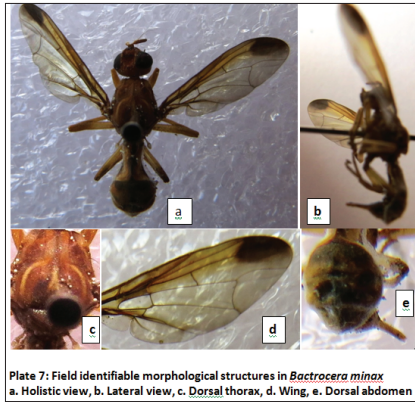 a
b
c
d
e
Plate 7: Field identifiable morphological structures in Bactrocera minax
a. Holistic view, b. Lateral view, c. Dorsal thorax, d. Wing, e. Dorsal abdomen